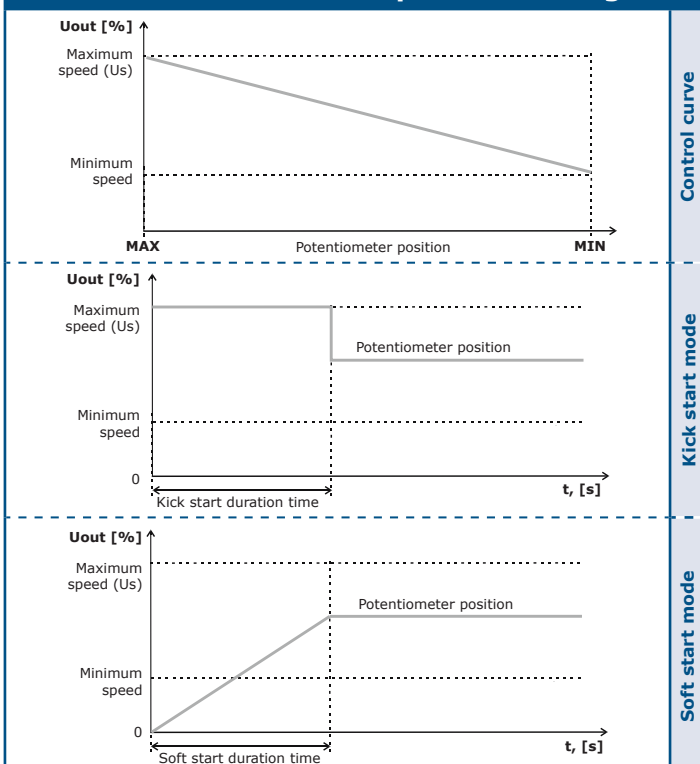 Uout [%]
Maximum
speed (Us)
Minimum
speed
MAX
Potentiometer position
MIN
Control curve
Uout [%]
Maximum
speed (Us)
Potentiometer position
Minimum
speed
0
t, [s]
Kick start duration time
Kick start mode
Uout [%]
Maximum
speed (Us)
Potentiometer position
Minimum
speed
0
t, [s]
Soft start duration time
Soft start mode